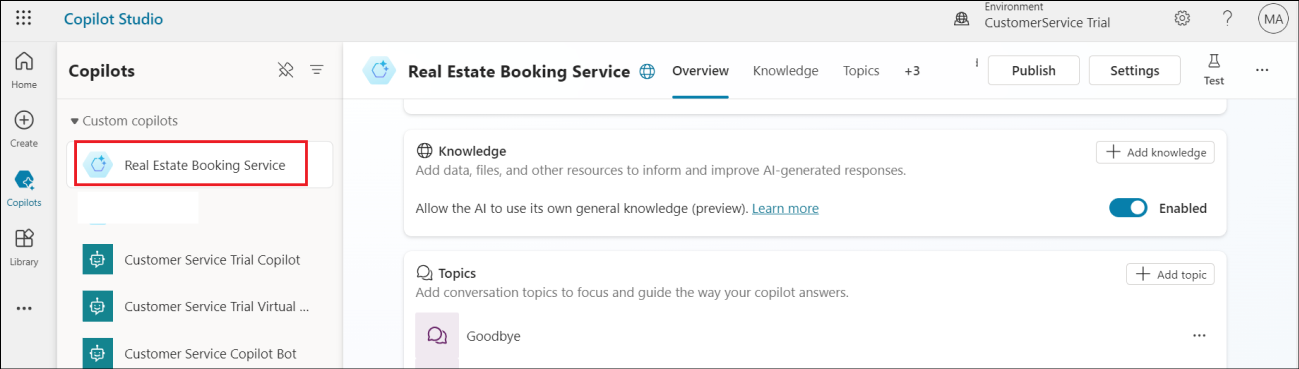 Copilot Studio
Environment
CustomerService Trial
MA
Home
Create
Copilots
Library
Copilots
Custom copilots
Real Estate Booking Service
Customer Service Trial Copilot
Customer Service Trial Virtual ...
Customer Service Copilot Bot
Real Estate Booking Service
Overview
Knowledge
Topics
+3
Publish
Settings
Test
Knowledge
Add knowledge
Add data, files, and other resources to inform and improve AI-generated responses.
Allow the AI to use its own general knowledge (preview). Learn more
Enabled
Topics
Add topic
Add conversation topics to focus and guide the way your copilot answers.
Goodbye